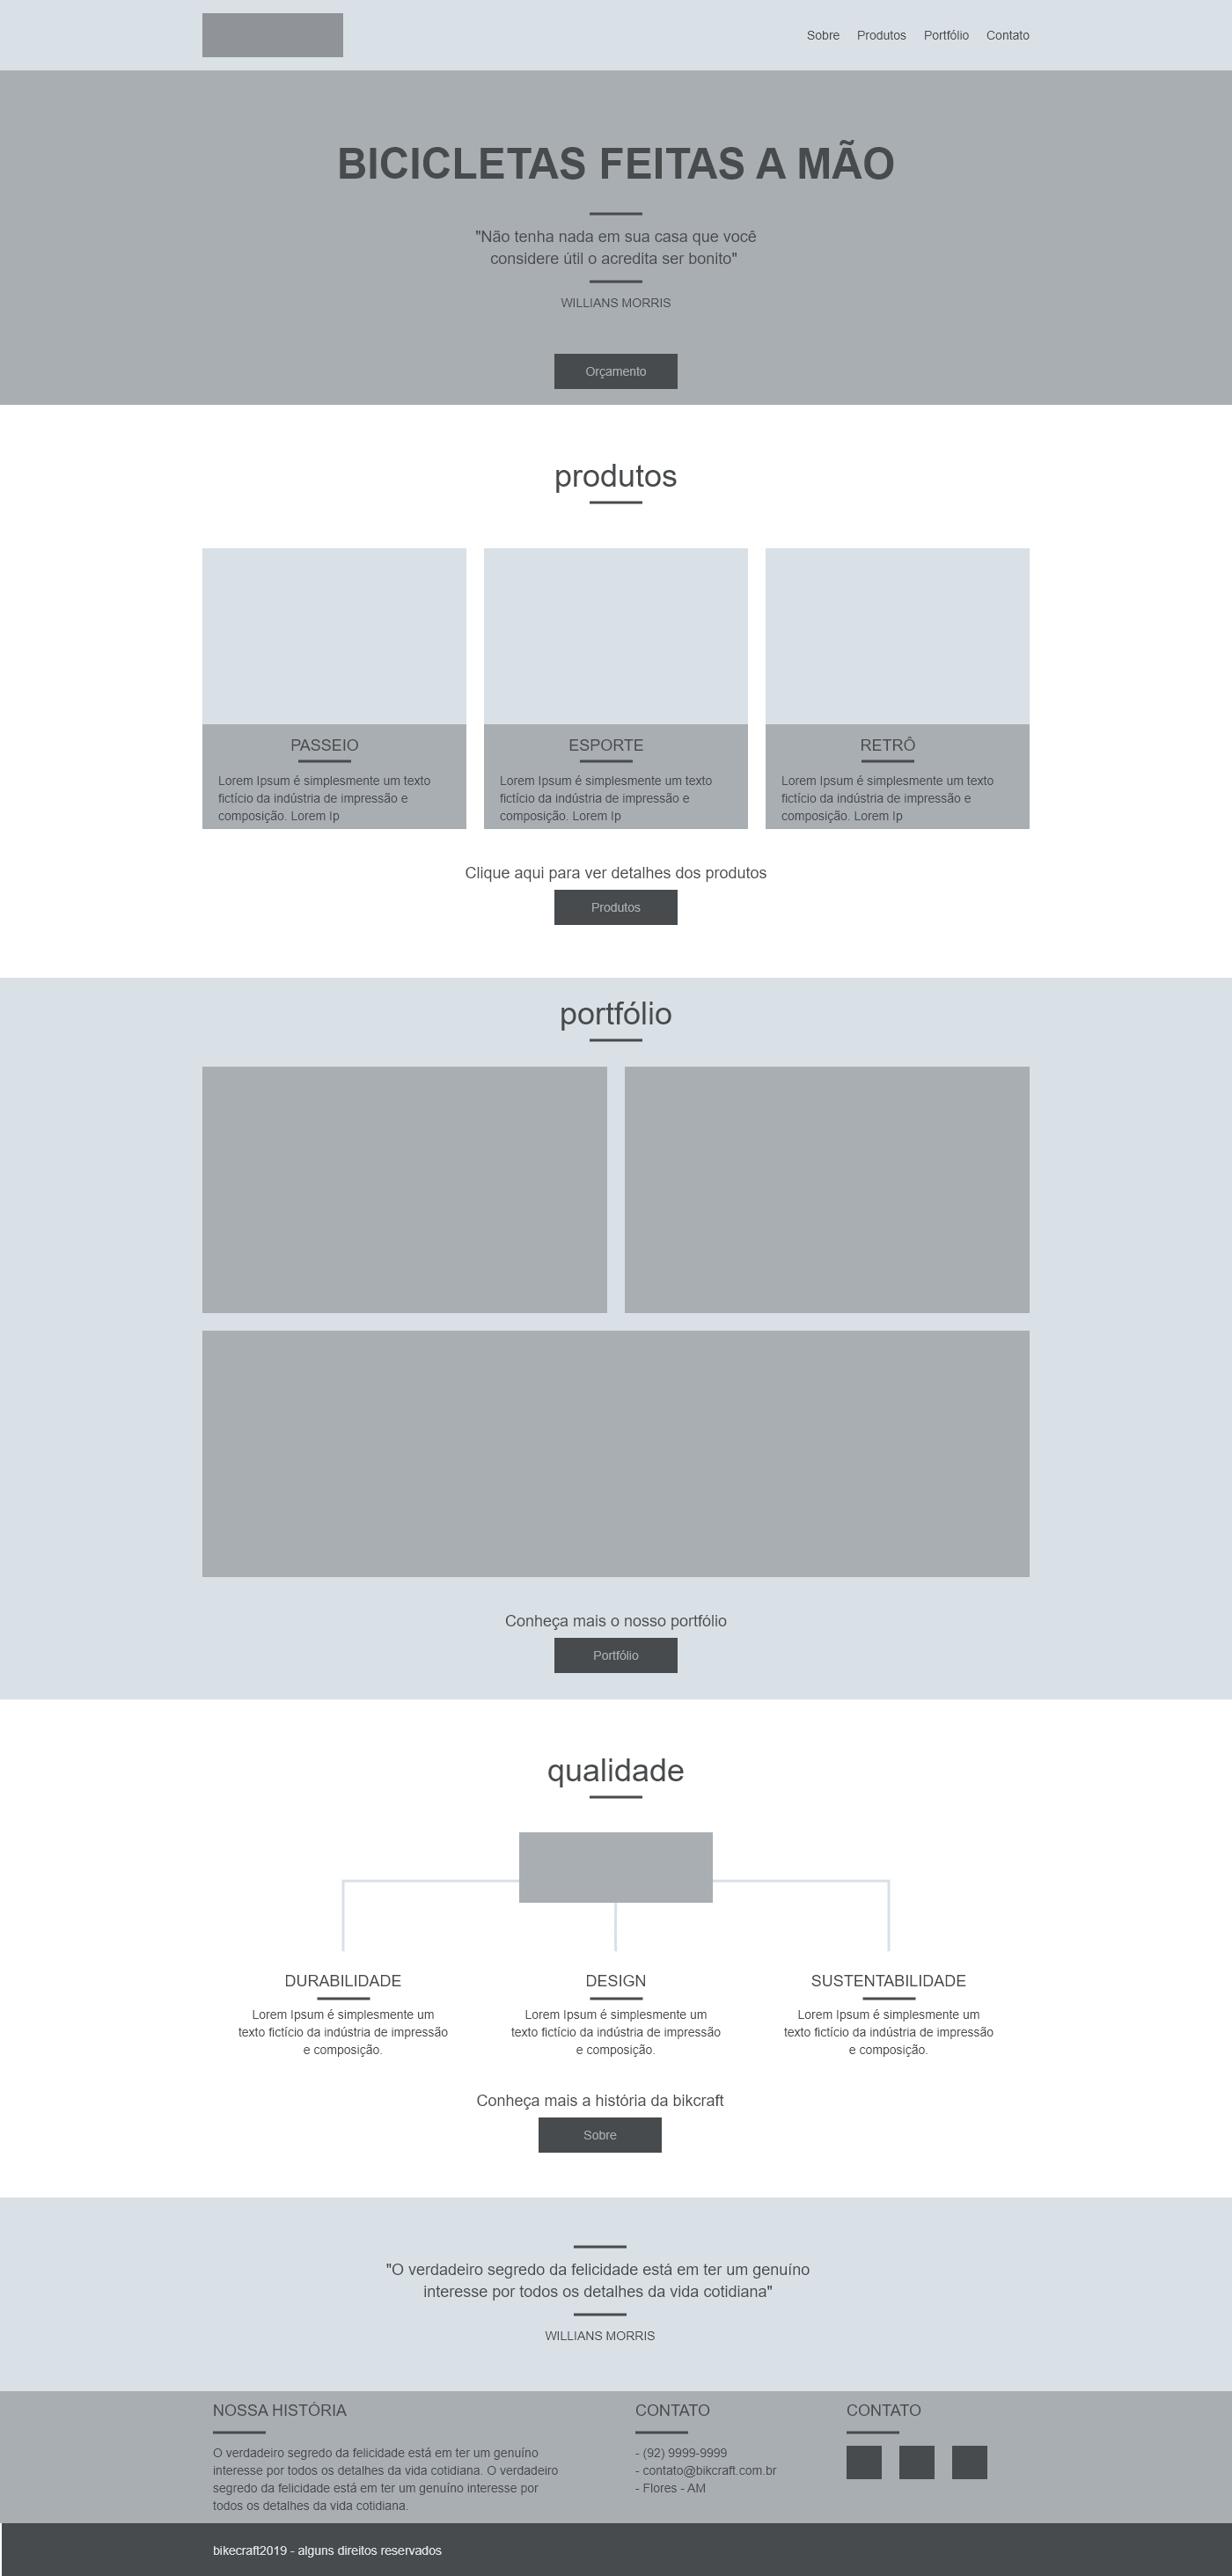 Sobre Produtos Portfólio Contato
BICICLETAS FEITAS A MÃO
"Não tenha nada em sua casa que você
considere útil o acredita ser bonito"
WILLIANS MORRIS
Orçamento
produtos
PASSEIO
Lorem Ipsum é simplesmente um texto
fictício da indústria de impressão e
composição. Lorem Ip
ESPORTE
Lorem Ipsum é simplesmente um texto
fictício da indústria de impressão e
composição. Lorem Ip
RETRÔ
Lorem Ipsum é simplesmente um texto
fictício da indústria de impressão e
composição. Lorem Ip
Clique aqui para ver detalhes dos produtos
Produtos
portfólio
Conheça mais o nosso portfólio
Portfólio
qualidade
DURABILIDADE
Lorem Ipsum é simplesmente um
texto fictício da indústria de impressão
e composição.
DESIGN
Lorem Ipsum é simplesmente um
texto fictício da indústria de impressão
e composição.
SUSTENTABILIDADE
Lorem Ipsum é simplesmente um
texto fictício da indústria de impressão
e composição.
Conheça mais a história da bikcraft
Sobre
"O verdadeiro segredo da felicidade está em ter um genuíno
interesse por todos os detalhes da vida cotidiana"
WILLIANS MORRIS
NOSSA HISTÓRIA
O verdadeiro segredo da felicidade está em ter um genuíno
interesse por todos os detalhes da vida cotidiana. O verdadeiro
segredo da felicidade está em ter um genuíno interesse por
todos os detalhes da vida cotidiana.
CONTATO
- (92) 9999-9999
- contato@bikcraft.com.br
- Flores - AM
CONTATO
bikecraft2019 - alguns direitos reservados